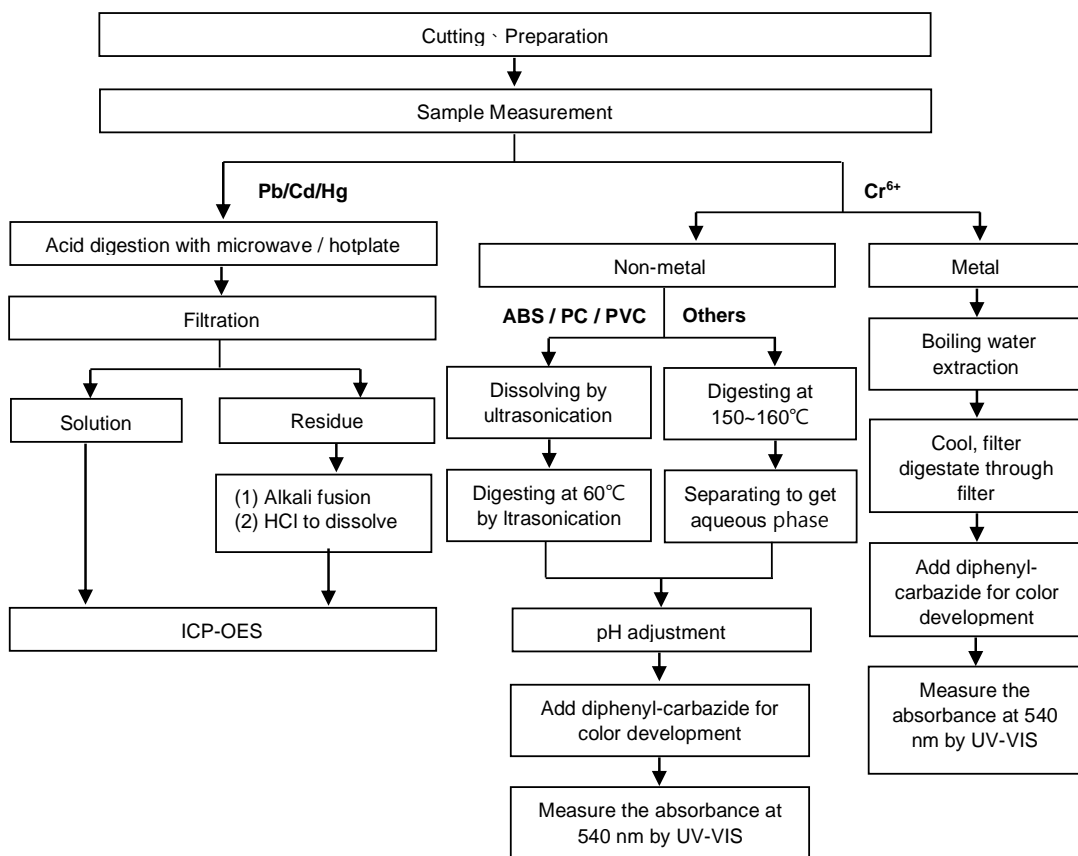 Cutting、Preparation
Sample Measurement
Pb/Cd/Hg
Cr6+
Acid digestion with microwave / hotplate
Non-metal
Metal
Filtration
ABS / PC / PVC
Others
Boiling water
extraction
Solution
Residue
Dissolving by
ultrasonication
Digesting at
150~160℃
Cool, filter
digestate through
filter
(1) Alkali fusion
(2) HCl to dissolve
Digesting at 60℃
by ltrasonication
Separating to get
aqueous phase
Add diphenyl-
carbazide for color
development
ICP-OES
pH adjustment
Measure the
absorbance at 540
nm by UV-VIS
Add diphenyl-carbazide for
color development
Measure the absorbance at
540 nm by UV-VIS